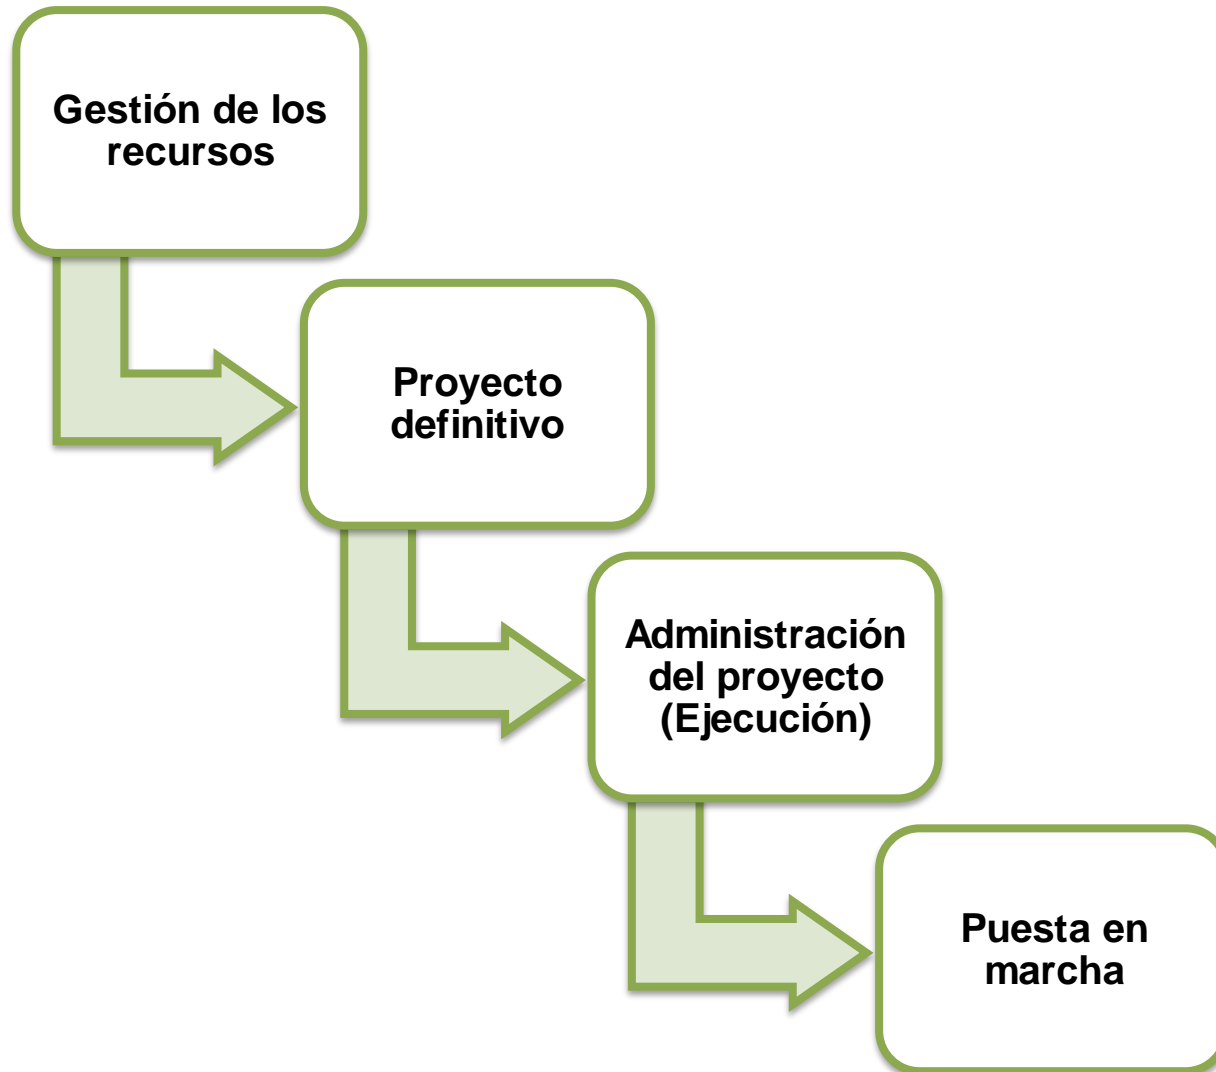 Gestión de los
recursos
Proyecto
definitivo
Administración
del proyecto
(Ejecución)
Puesta en
marcha